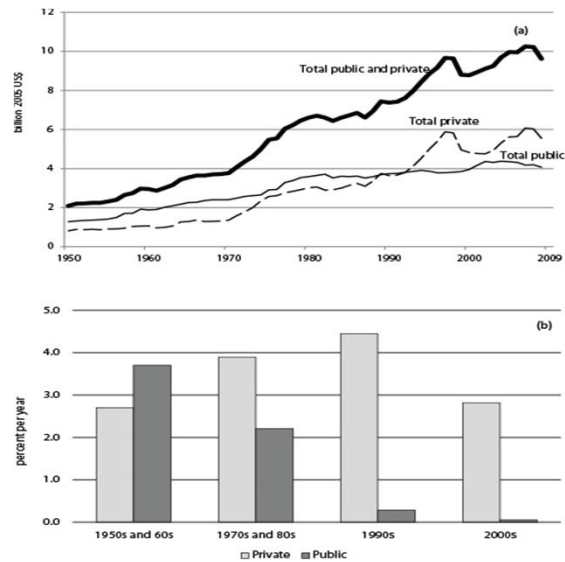 12
(a)
10
Total public and private
8
billion 2005 US$
Total private
6
Total public
4
2
0
1950
1960
1970
1980
1990
2000
2009
5.0
(b)
4.0
3.0
percent per year
2.0
1.0
0.0
1950s and 60s
1970s and 80s
1990s
2000s
Private
Public